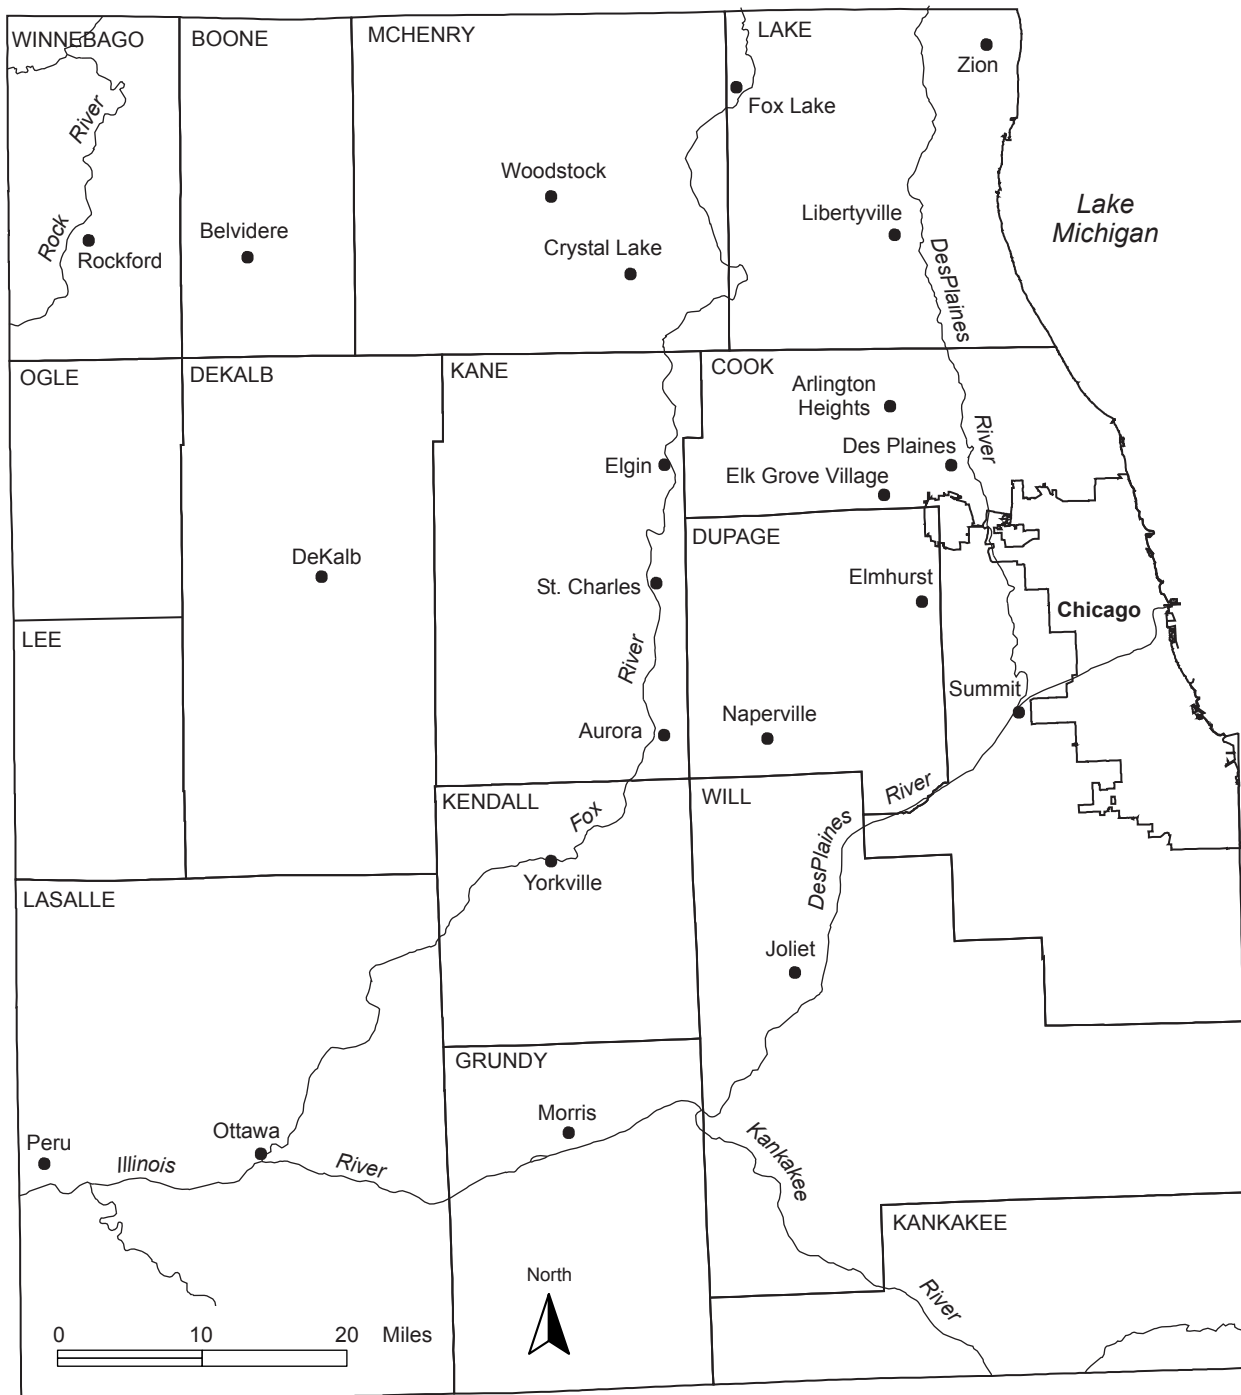 WINNEBAGO
BOONE
MCHENRY
LAKE
Zion
Fox Lake
River
Rock
Woodstock
Libertyville
Lake
Michigan
Belvidere
Rockford
Crystal Lake
DesPlaines
OGLE
DEKALB
KANE
COOK
Arlington
Heights
River
Des Plaines
Elgin
Elk Grove Village
DUPAGE
DeKalb
St. Charles
Elmhurst
Chicago
LEE
River
Summit
Aurora
Naperville
KENDALL
WILL
River
Fox
DesPlaines
Yorkville
LASALLE
Joliet
GRUNDY
Morris
Peru
Ottawa
Illinois
River
Kankakee
KANKAKEE
North
River
0 10 20 Miles